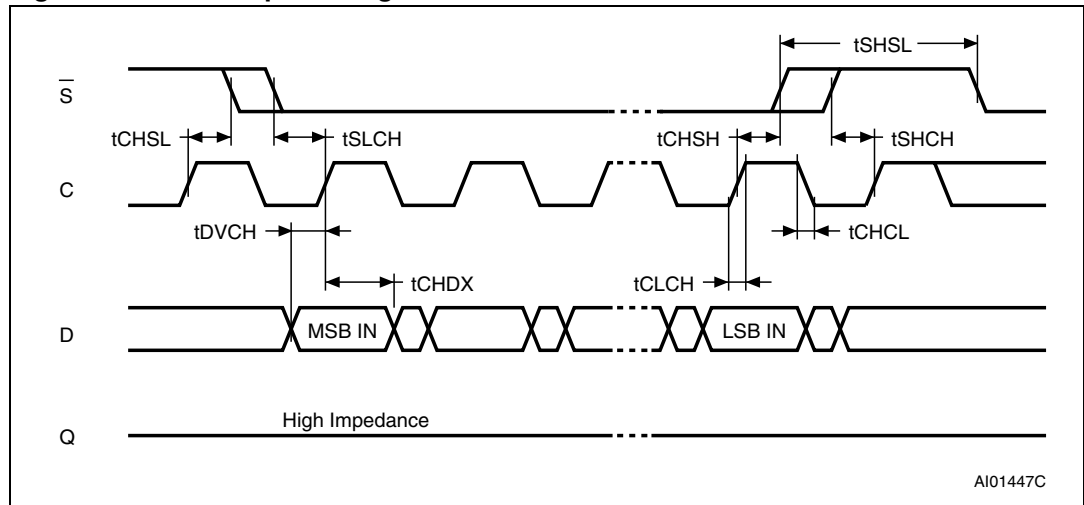 tSHSL
S
tCHSL
tSLCH
tCHSH
tSHCH
C
tDVCH
tCHCL
tCHDX
tCLCH
D
MSB IN
LSB IN
High Impedance
Q
AI01447C